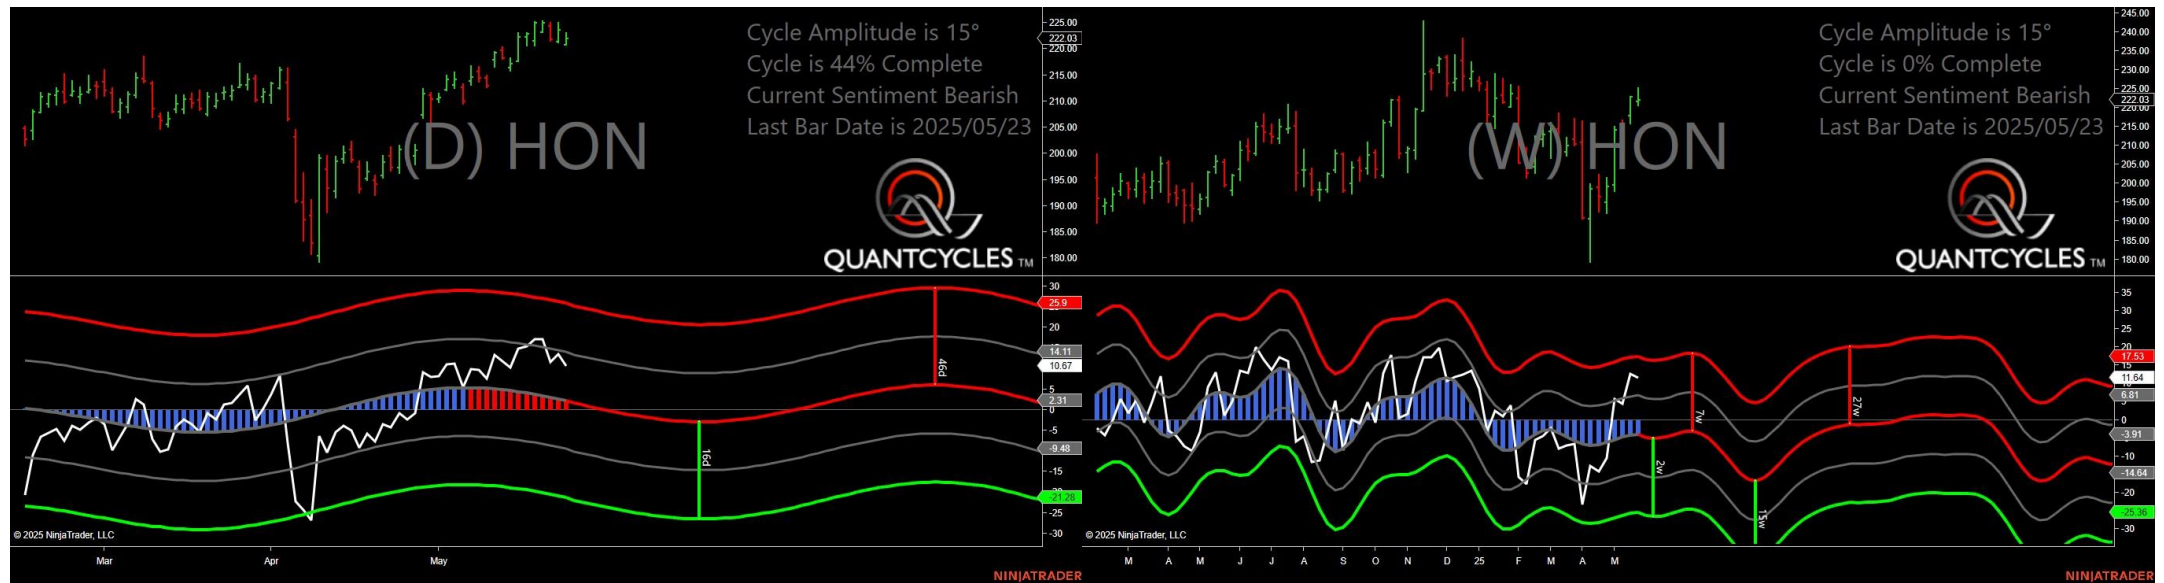 Cycle Amplitude is 15°
Cycle is 44% Complete
Current Sentiment Bearish
Last Bar Date is 2025/05/23
(D) HON
QUANTCYCLES TM
225.00
222.03
220.00
215.00
210.00
205.00
200.00
195.00
190.00
185.00
180.00
30
25.9
20
14.11
10.67
5
2.31
0
-5
-9.48
-15
-21.28
-25
-30
46d
16d
© 2025 NinjaTrader, LLC
Mar Apr May
NINJATRADER
Cycle Amplitude is 15°
Cycle is 0% Complete
Current Sentiment Bearish
Last Bar Date is 2025/05/23
(W) HON
QUANTCYCLES TM
245.00
240.00
235.00
230.00
225.00
222.03
220.00
215.00
210.00
205.00
200.00
195.00
190.00
185.00
180.00
35
30
25
20
17.53
15
11.64
6.81
0
-3.91
-10
-14.64
-20
-25.36
-30
2w
7w
15w
27w
© 2025 NinjaTrader, LLC
M A M J J A S O N D 25 F M A M
NINJATRADER